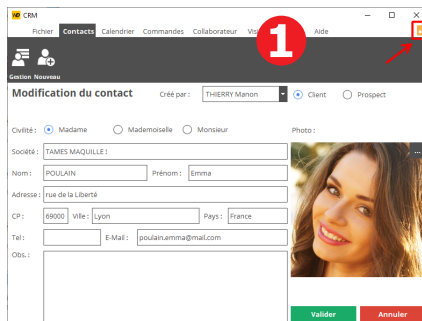 CRM
Fichier Contacts Calendrier Commandes Collaborateur Aide
1
Gestion Nouveau
Modification du contact Créé par : THIERRY Manon Client Prospect
Civilité : Madame Mademoiselle Monsieur Photo :
Société : TAMES MAQUILLE !
Nom : POULAIN Prénom : Emma
Adresse : rue de la Liberté
CP : 69000 Ville : Lyon Pays : France
Tel : E-Mail : poulain.emma@mail.com
Obs. :
Valider Annuler